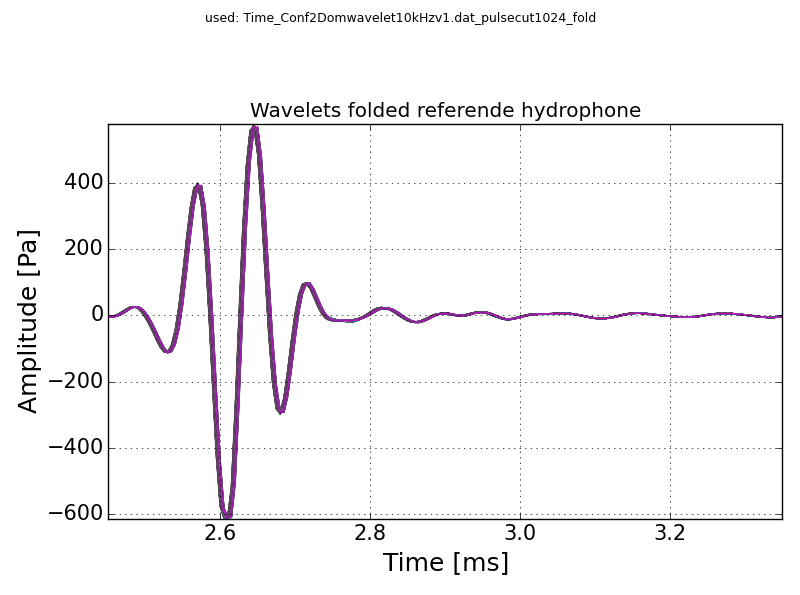 used: Time_Conf2Domwavelet10kHzv1.dat_pulsecut1024_fold
Wavelets folded referende hydrophone
400
200
0
−200
−400
−600
Amplitude [Pa]
2.6 2.8 3.0 3.2
Time [ms]